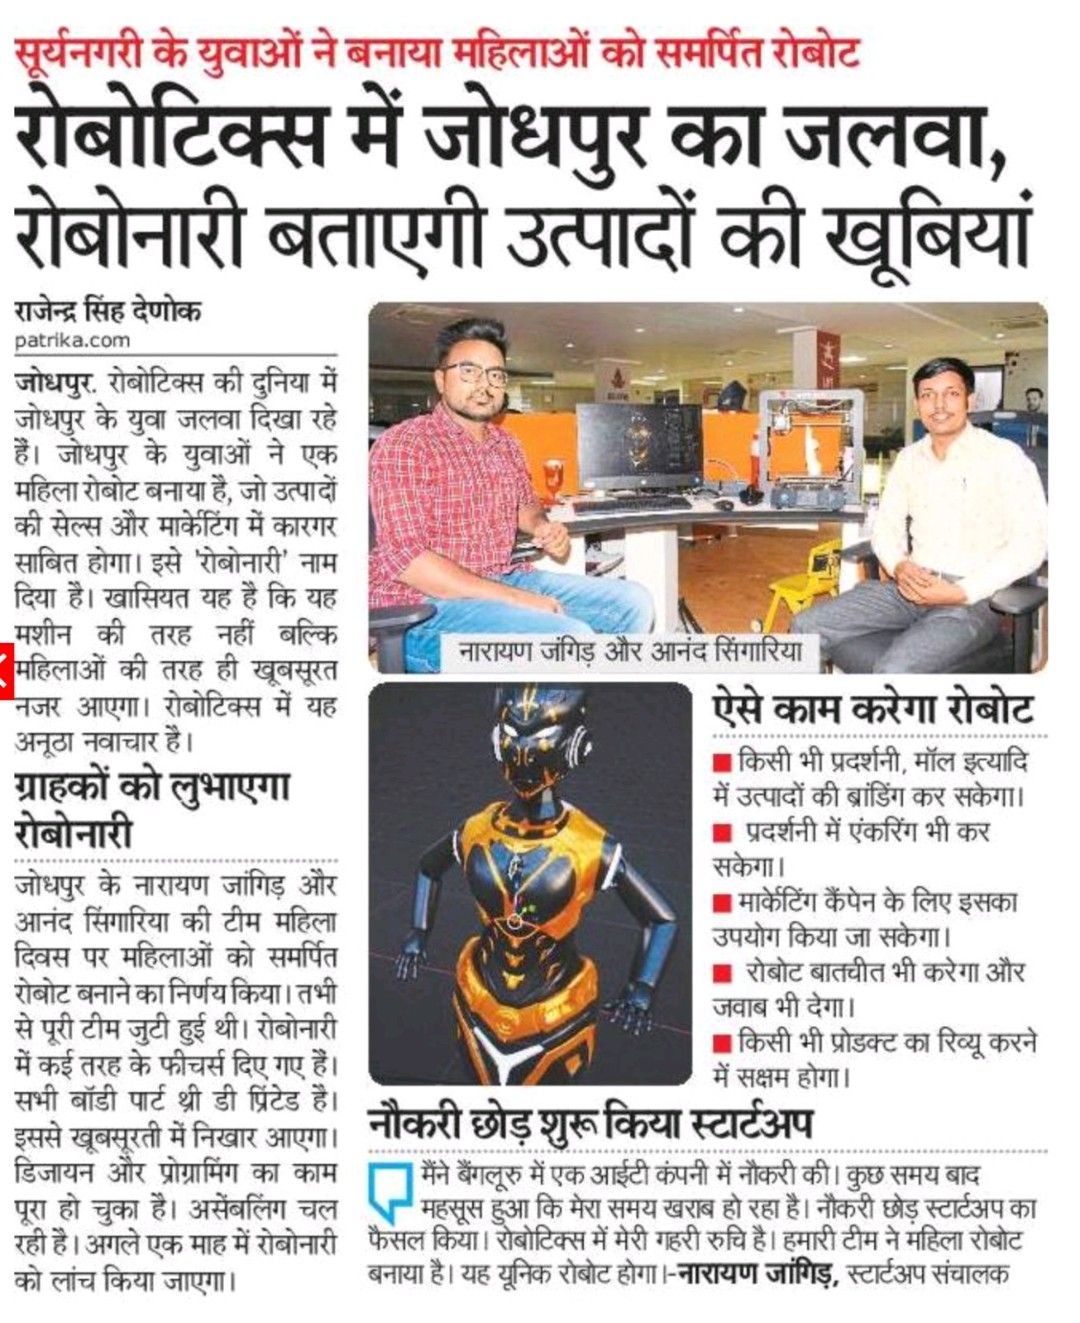 सूर्यनगरी के युवाओं ने बनाया महिलाओं को समर्पित रोबोट
रोबोटिक्स में जोधपुर का जलवा,
रोबोनारी बताएगी उत्पादों की खूबियां
राजेन्द्र सिंह देणोक
patrika.com
जोधपुर. रोबोटिक्स की दुनिया में
जोधपुर के युवा जलवा दिखा रहे
हैं। जोधपुर के युवाओं ने एक
महिला रोबोट बनाया है, जो उत्पादों
की सेल्स और मार्केटिंग में कारगर
साबित होगा। इसे 'रोबोनारी' नाम
दिया है। खासियत यह है कि यह
मशीन की तरह नहीं बल्कि
महिलाओं की तरह ही खूबसूरत
नजर आएगा। रोबोटिक्स में यह
अनूठा नवाचार है।
ग्राहकों को लुभाएगा
रोबोनारी
जोधपुर के नारायण जांगिड़ और
आनंद सिंगारिया की टीम महिला
दिवस पर महिलाओं को समर्पित
रोबोट बनाने का निर्णय किया। तभी
से पूरी टीम जुटी हुई थी। रोबोनारी
में कई तरह के फीचर्स दिए गए हैं।
सभी बॉडी पार्ट थ्री डी प्रिंटेड है।
इससे खूबसूरती में निखार आएगा।
डिजायन और प्रोग्रामिंग का काम
पूरा हो चुका है। असेंबलिंग चल
रही है। अगले एक माह में रोबोनारी
को लांच किया जाएगा।
नारायण जांगिड़ और आनंद सिंगारिया
ऐसे काम करेगा रोबोट
किसी भी प्रदर्शनी, मॉल इत्यादि
में उत्पादों की ब्रांडिंग कर सकेगा।
प्रदर्शनी में एंकरिंग भी कर
सकेगा।
मार्केटिंग कैंपेन के लिए इसका
उपयोग किया जा सकेगा।
रोबोट बातचीत भी करेगा और
जवाब भी देगा।
किसी भी प्रोडक्ट का रिव्यू करने
में सक्षम होगा।
नौकरी छोड़ शुरू किया स्टार्टअप
मैंने बैंगलूरु में एक आईटी कंपनी में नौकरी की। कुछ समय बाद
महसूस हुआ कि मेरा समय खराब हो रहा है। नौकरी छोड़ स्टार्टअप का
फैसल किया। रोबोटिक्स में मेरी गहरी रुचि है। हमारी टीम ने महिला रोबोट
बनाया है। यह यूनिक रोबोट होगा।-नारायण जांगिड़, स्टार्टअप संचालक